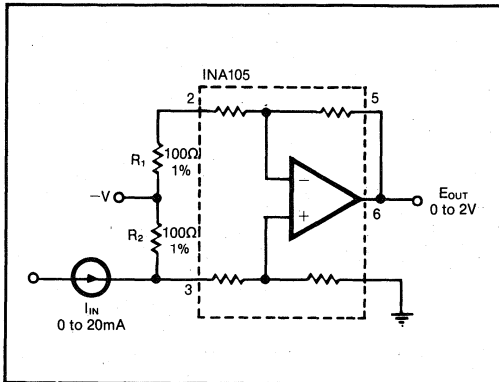 INA105
2
5
R₁
100Ω
1%
−V
R₂
100Ω
1%
−
+
6
EOUT
0 to 2V
3
IIN
0 to 20mA